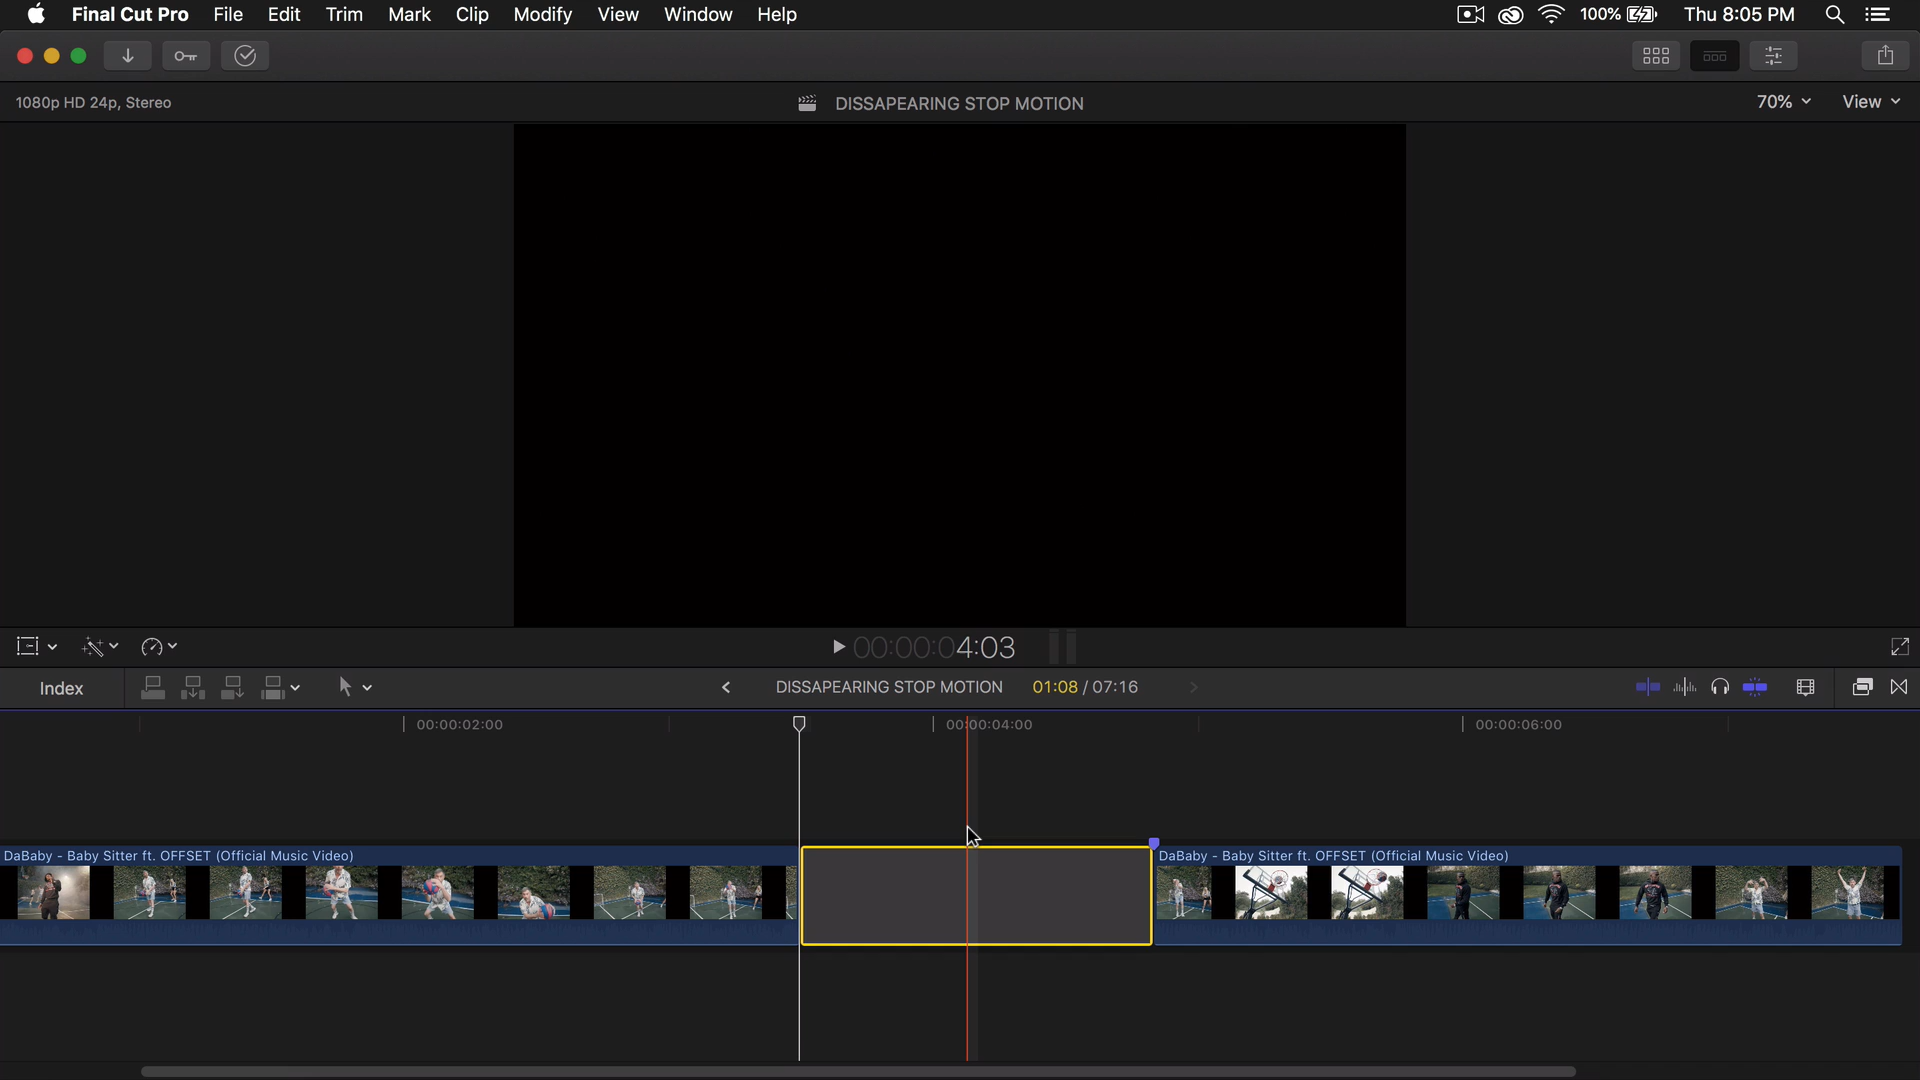 Final Cut Pro File Edit Trim Mark Clip Modify View Window Help 100% Thu 8:05 PM
1080p HD 24p, Stereo DISSAPEARING STOP MOTION 70% View
00:00:04:03
Index DISSAPEARING STOP MOTION 01:08 / 07:16
00:00:02:00 00:00:04:00 00:00:06:00
DaBaby - Baby Sitter ft. OFFSET (Official Music Video) DaBaby - Baby Sitter ft. OFFSET (Official Music Video)